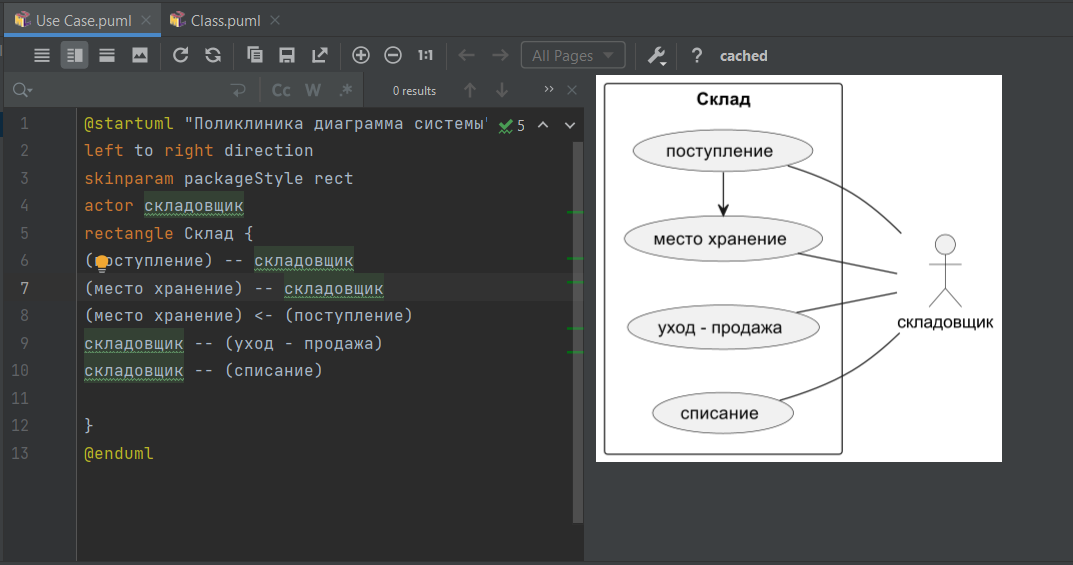 Use Case.puml
Class.puml
1:1
All Pages
?
cached
Cc
W
.*
0 results
1 @startuml "Поликлиника диаграмма системы"
5
2 left to right direction
3 skinparam packageStyle rect
4 actor складовщик
5 rectangle Склад {
6 (поступление) -- складовщик
7 (место хранение) -- складовщик
8 (место хранение) <- (поступление)
9 складовщик -- (уход - продажа)
10 складовщик -- (списание)
11
12 }
13 @enduml
Склад
поступление
место хранение
уход - продажа
складовщик
списание